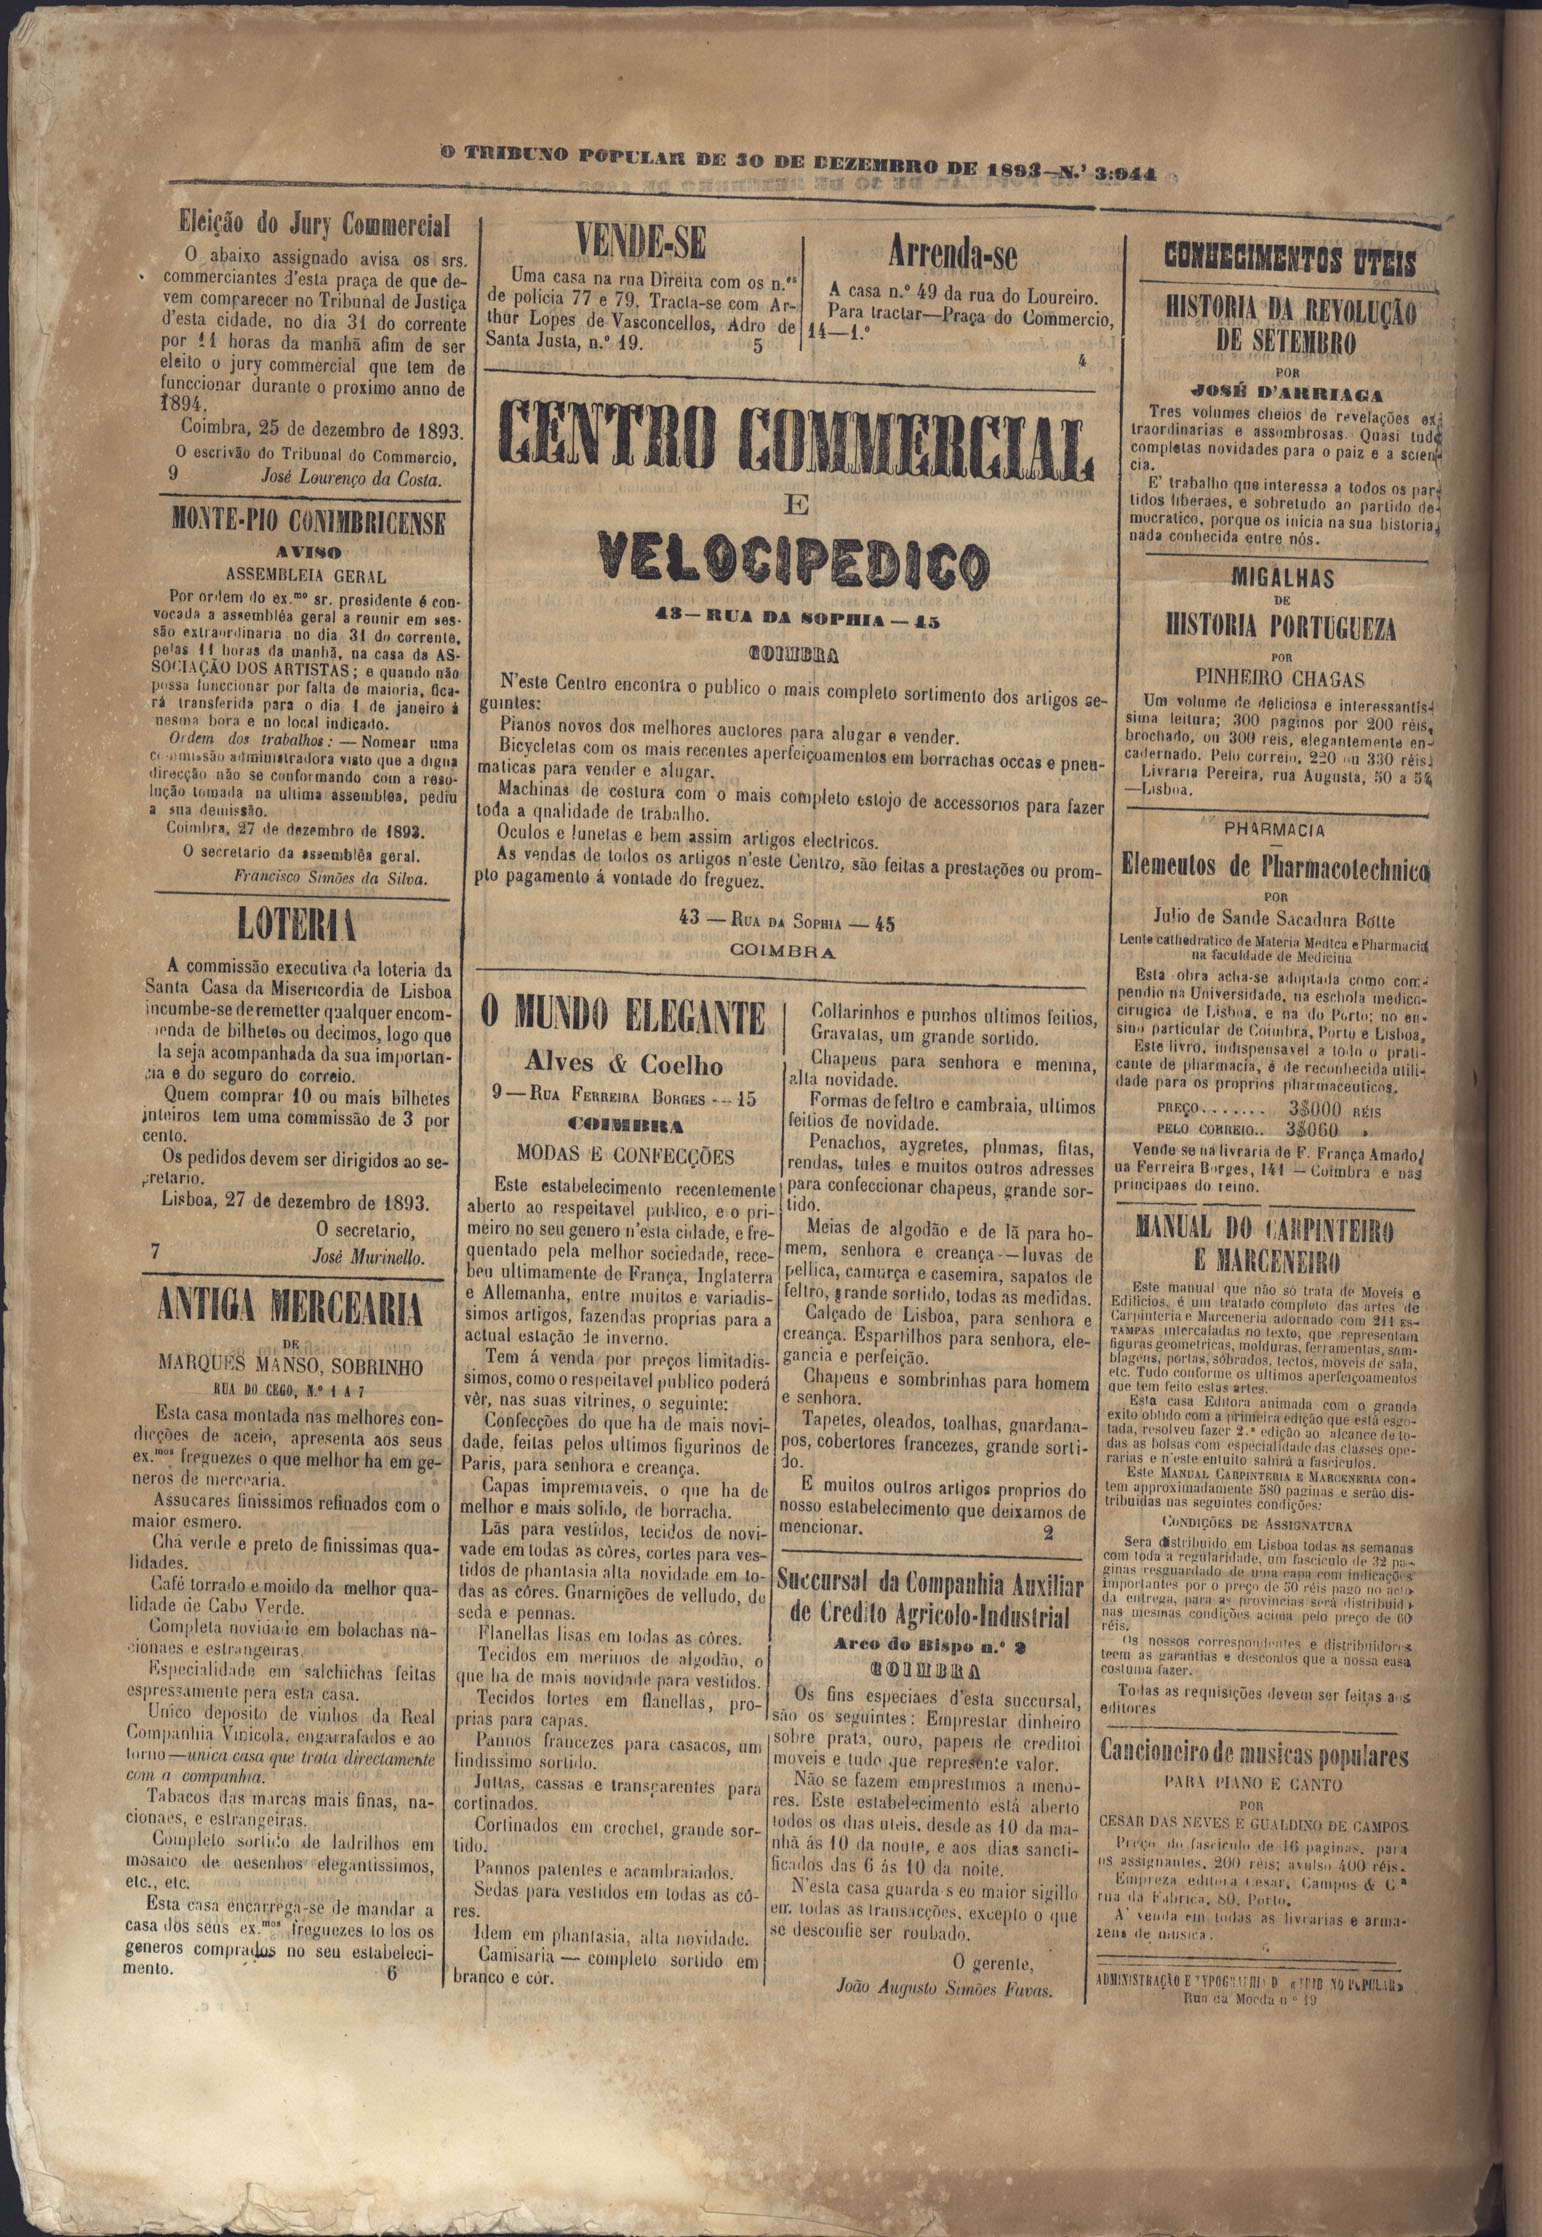 O TRIBUNO POPULAR DE 30 DE DEZEMBRO DE 1893—N.º 3:944
Eleição do Jury Commercial
O abaixo assignado avisa os srs.
commerciantes d'esta praça de que de-
vem comparecer no Tribunal de Justiça
d'esta cidade, no dia 31 do corrente
por 11 horas da manhã afim de ser
eleito o jury commercial que tem de
funccionar durante o proximo anno de
1894.
Coimbra, 25 de dezembro de 1893.
O escrivão do Tribunal do Commercio,
9 José Lourenço da Costa.
MONTE-PIO CONIMBRICENSE
AVISO
ASSEMBLEIA GERAL
Por ordem do ex.mo sr. presidente é con-
vocada a assembléa geral a reunir em ses-
são extraordinaria no dia 31 do corrente,
pelas 11 horas da manhã, na casa da AS-
SOCIAÇÃO DOS ARTISTAS; e quando não
possa funccionar por falta de maioria, fica-
rá transferida para o dia 1 de janeiro á
mesma hora e no local indicado.
Ordem dos trabalhos: — Nomear uma
commissão administradora visto que a digna
direcção não se conformando com a reso-
lução tomada na ultima assemblea, pediu
a sua demissão.
Coimbra, 27 de dezembro de 1893.
O secretario da assemblêa geral.
Francisco Simões da Silva.
LOTERIA
A commissão executiva da loteria da
Santa Casa da Misericordia de Lisboa
incumbe-se de remetter qualquer encom-
menda de bilhetes ou decimos, logo que
la seja acompanhada da sua importan-
cia e do seguro do correio.
Quem comprar 10 ou mais bilhetes
inteiros tem uma commissão de 3 por
cento.
Os pedidos devem ser dirigidos ao se-
cretario.
Lisboa, 27 de dezembro de 1893.
O secretario,
7 José Murinello.
ANTIGA MERCEARIA
DE
MARQUES MANSO, SOBRINHO
RUA DO CEGO, N.º 1 A 7
Esta casa montada nas melhores con-
dicções de aceio, apresenta aos seus
ex.mos freguezes o que melhor ha em ge-
neros de mercearia.
Assucares finissimos refinados com o
maior esmero.
Chá verde e preto de finissimas qua-
lidades.
Café torrado e moido da melhor qua-
lidade de Cabo Verde.
Completa novidade em bolachas na-
cionaes e estrangeiras.
Especialidade em salchichas feitas
espressamente pera esta casa.
Unico deposito de vinhos da Real
Companhia Vinicola, engarrafados e ao
torno—unica casa que trata directamente
com a companhia.
Tabacos das marcas mais finas, na-
cionaes, e estrangeiras.
Completo sortido de ladrilhos em
mosaico de desenhos elegantissimos,
etc., etc.
Esta casa encarrega-se de mandar a
casa dos seus ex.mos freguezes to los os
generos comprados no seu estabeleci-
mento. 6
VENDE-SE
Uma casa na rua Direita com os n.os
de policia 77 e 79. Tracta-se com Ar-
thur Lopes de Vasconcellos, Adro de
Santa Justa, n.º 19. 5
Arrenda-se
A casa n.º 49 da rua do Loureiro.
Para tractar—Praça do Commercio,
14—1.º
4
CENTRO COMMERCIAL
E
VELOCIPEDICO
43—RUA DA SOPHIA—45
COIMBRA
N'este Centro encontra o publico o mais completo sortimento dos artigos se-
guintes:
Pianos novos dos melhores auctores para alugar e vender.
Bicycletas com os mais recentes aperfeiçoamentos em borrachas occas e pneu-
maticas para vender e alugar.
Machinas de costura com o mais completo estojo de accessorios para fazer
toda a qualidade de trabalho.
Oculos e lunetas e bem assim artigos electricos.
As vendas de todos os artigos n'este Centro, são feitas a prestações ou prom-
pto pagamento á vontade do freguez.
43 — RUA DA SOPHIA — 45
COIMBRA
O MUNDO ELEGANTE
Alves & Coelho
9—RUA FERREIRA BORGES—15
COIMBRA
MODAS E CONFECÇÕES
Este estabelecimento recentemente
aberto ao respeitavel publico, e o pri-
meiro no seu genero n'esta cidade, e fre-
quentado pela melhor sociedade, rece-
beu ultimamente de França, Inglaterra
e Allemanha, entre muitos e variadis-
simos artigos, fazendas proprias para a
actual estação de inverno.
Tem á venda por preços limitadis-
simos, como o respeitavel publico poderá
vêr, nas suas vitrines, o seguinte:
Confecções do que ha de mais novi-
dade, feitas pelos ultimos figurinos de
Paris, para senhora e creança.
Capas impremiaveis, o que ha de
melhor e mais solido, de borracha.
Lãs para vestidos, tecidos de novi-
vade em todas as côres, cortes para ves-
tidos de phantasia alta novidade em to-
das as côres. Guarnições de velludo, de
seda e pennas.
Flanellas lisas em todas as côres.
Tecidos em merinos de algodão, o
que ha de mais novidade para vestidos.
Tecidos fortes em flanellas, pro-
prias para capas.
Pannos francezes para casacos, um
lindissimo sortido.
Juttas, cassas e transparentes para
cortinados.
Cortinados em crochet, grande sor-
tido.
Pannos patentes e acambraiados.
Sedas para vestidos em todas as cô-
res.
Idem em phantasia, alta novidade.
Camisaria — completo sortido em
branco e côr.
Collarinhos e punhos ultimos feitios,
Gravatas, um grande sortido.
Chapeus para senhora e menina,
alta novidade.
Formas de feltro e cambraia, ultimos
feitios de novidade.
Penachos, aygretes, plumas, fitas,
rendas, tules e muitos outros adresses
para confeccionar chapeus, grande sor-
tido.
Meias de algodão e de lã para ho-
mem, senhora e creança—luvas de
pellica, camurça e casemira, sapatos de
feltro, grande sortido, todas as medidas.
Calçado de Lisboa, para senhora e
creança. Espartilhos para senhora, ele-
gancia e perfeição.
Chapeus e sombrinhas para homem
e senhora.
Tapetes, oleados, toalhas, guardana-
pos, cobertores francezes, grande sorti-
do.
E muitos outros artigos proprios do
nosso estabelecimento que deixamos de
mencionar. 2
Succursal da Companhia Auxiliar
de Credito Agricolo-Industrial
Arco do Bispo n.º 2
COIMBRA
Os fins especiaes d'esta succursal,
são os seguintes: Emprestar dinheiro
sobre prata, ouro, papeis de creditoi
moveis e tudo que represente valor.
Não se fazem emprestimos a meno-
res. Este estabelecimento está aberto
todos os dias uteis, desde as 10 da ma-
nhã ás 10 da noute, e aos dias sancti-
ficados das 6 ás 10 da noite.
N'esta casa guarda-s eo maior sigillo
em todas as transacções, excepto o que
se desconfie ser roubado.
O gerente,
João Augusto Simões Favas.
CONHECIMENTOS UTEIS
HISTORIA DA REVOLUÇÃO
DE SETEMBRO
POR
JOSÉ D'ARRIAGA
Tres volumes cheios de revelações ex-
traordinarias e assombrosas. Quasi tudo
completas novidades para o paiz e a scien-
cia.
E' trabalho que interessa a todos os par-
tidos liberaes, e sobretudo ao partido de-
mocratico, porque os inicia na sua historia,
nada conhecida entre nós.
MIGALHAS
DE
HISTORIA PORTUGUEZA
POR
PINHEIRO CHAGAS
Um volume de deliciosa e interessantis-
sima leitura; 300 paginos por 200 réis,
brochado, ou 300 reis, elegantemente en-
cadernado. Pelo correio, 220 ou 330 réis.
Livraria Pereira, rua Augusta, 50 a 54
—Lisboa.
PHARMACIA
Elementos de Pharmacotechnica
POR
Julio de Sande Sacadura Botte
Lente cathedratico de Materia Medica e Pharmacia
na faculdade de Medicina
Esta obra acha-se adoptada como com-
pendio na Universidade, na eschola medico-
cirugica de Lisboa, e na do Porto; no en-
sino particular de Coimbra, Porto e Lisboa.
Este livro, indispensavel a todo o prati-
cante de pharmacia, é de reconhecida utili-
dade para os proprios pharmaceuticos.
PREÇO....... 3$000 RÉIS
PELO CORREIO.. 3$060 »
Vende-se na livraria de F. França Amado,
ua Ferreira Borges, 141 — Coimbra e nas
principaes do reino.
MANUAL DO CARPINTEIRO
E MARCENEIRO
Este manual que não só trata de Moveis e
Edificios, é um tratado completo das artes de
Carpinteria e Marceneria adornado com 211 ES-
TAMPAS intercaladas no texto, que representam
figuras geometricas, molduras, ferramentas, sam-
blagens, portas, sobrados, tectos, moveis de sala,
etc. Tudo conforme os ultimos aperfeiçoamentos
que tem feito estas artes.
Esta casa Editora animada com o grande
exito obtido com a primeira edição que está esgo-
tada, resolveu fazer 2.ª edição ao alcance de to-
das as bolsas com especialidade das classes ope-
rarias e n'este entuito sahirá a fasciculos.
Este MANUAL CARPINTERIA E MARCENERIA con-
tem approximadamente 580 paginas e serão dis-
tribuidas nas seguintes condições:
CONDIÇÕES DE ASSIGNATURA
Sera distribuido em Lisboa todas as semanas
com toda a regularidade, um fasciculo de 32 pa-
ginas resguardado de uma capa com indicações
importantes por o preço de 50 réis pago no acto
da entrega, para as provincias será distribuido
nas mesmas condições acima pelo preço de 60
réis.
Os nossos correspondentes e distribuidores
teem as garantias e descontos que a nossa casa
costuma fazer.
Todas as requisições devem ser feitas aos
editores
Cancioneiro de musicas populares
PARA PIANO E CANTO
POR
CESAR DAS NEVES E GUALDINO DE CAMPOS
Preço do fasciculo de 16 paginas, para
os assignantes, 200 réis; avulso 400 réis.
Empreza editora Cesar, Campos & C.ª
rua da Fabrica, 80, Porto.
A' venda em todas as livrarias e arma-
zens de musica.
6
ADMINISTRAÇÃO E TYPOGRAPHIA D «TRIBUNO POPULAR»
Rua da Moeda n.º 19